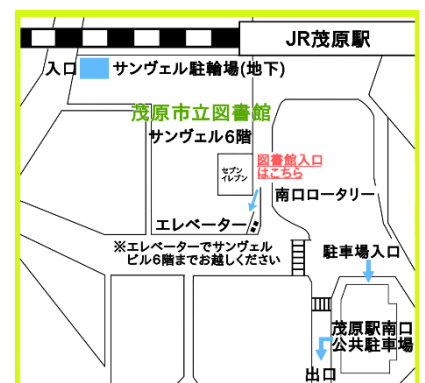 JR茂原駅
入口
サンヴェル駐輪場(地下)
茂原市立図書館
サンヴェル6階
セブン
イレブン
図書館入口
はこちら
南口ロータリー
エレベーター
※エレベーターでサンヴェル
ビル6階までお越しください
駐車場入口
茂原駅南口
公共駐車場
出口